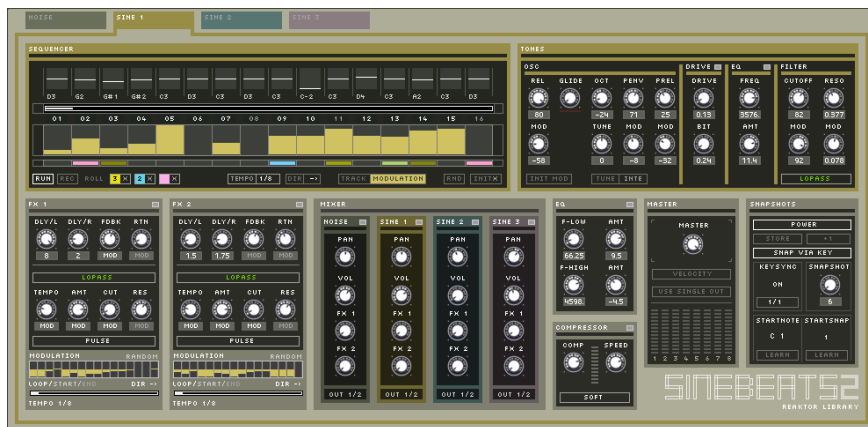 NOISE SINE 1 SINE 2 SINE 3
SEQUENCER
D3 G2 G#1 G#2 C3 C3 D3 C3 C-2 D4 C3 A2 C3 C3
01 02 03 04 05 06 07 08 09 10 11 12 13 14 15 16
RUN REC ROLL 3 X 2 X X TEMPO 1/8 DIR -> TRACK MODULATION RND INIT X
TONES
OSC DRIVE EQ FILTER
REL GLIDE OCT PENV PREL DRIVE FREQ CUTOFF RESO
80 -24 71 25 0.13 3576. 82 0.377
MOD TUNE MOD MOD BIT AMT MOD MOD
-58 0 -8 -32 0.24 11.4 92 0.078
INIT MOD TUNE INTE LOPASS
FX 1
DLY/L DLY/R FDBK RTN
8 2 MOD MOD
LOPASS
TEMPO AMT CUT RES
MOD MOD MOD MOD
PULSE
MODULATION RANDOM
LOOP/START/END DIR ->
TEMPO 1/8
FX 2
DLY/L DLY/R FDBK RTN
1.5 1.75 MOD MOD
LOPASS
TEMPO AMT CUT RES
MOD MOD MOD MOD
PULSE
MODULATION RANDOM
LOOP/START/END DIR ->
TEMPO 1/8
MIXER
NOISE SINE 1 SINE 2 SINE 3
PAN PAN PAN PAN
VOL VOL VOL VOL
FX 1 FX 1 FX 1 FX 1
FX 2 FX 2 FX 2 FX 2
OUT 1/2 OUT 1/2 OUT 1/2 OUT 1/2
EQ
F-LOW AMT
66.25 9.5
F-HIGH AMT
4598. -4.5
COMPRESSOR
COMP SPEED
SOFT
MASTER
MASTER
VELOCITY
USE SINGLE OUT
1 2 3 4 5 6 7 8
SNAPSHOTS
POWER
STORE +1
SNAP VIA KEY
KEYSYNC SNAPSHOT
ON
1/1 6
STARTNOTE STARTSNAP
C 1 1
LEARN LEARN
SINEBEATS2
REAKTOR LIBRARY